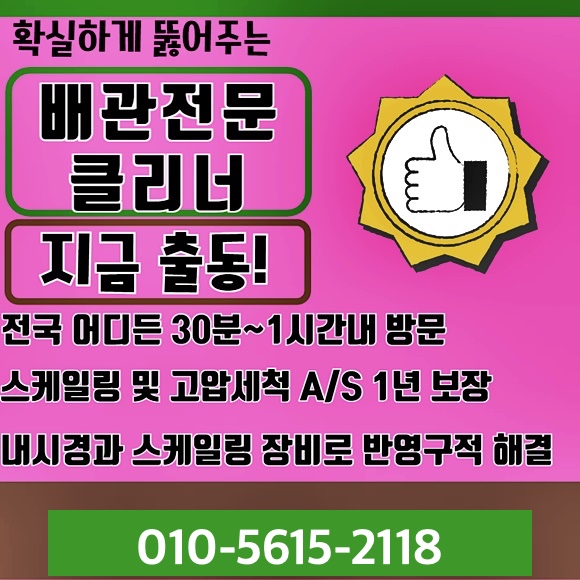 확실하게 뚫어주는
배관전문
클리너
지금 출동!
전국 어디든 30분~1시간내 방문
스케일링 및 고압세척 A/S 1년 보장
내시경과 스케일링 장비로 반영구적 해결
010-5615-2118